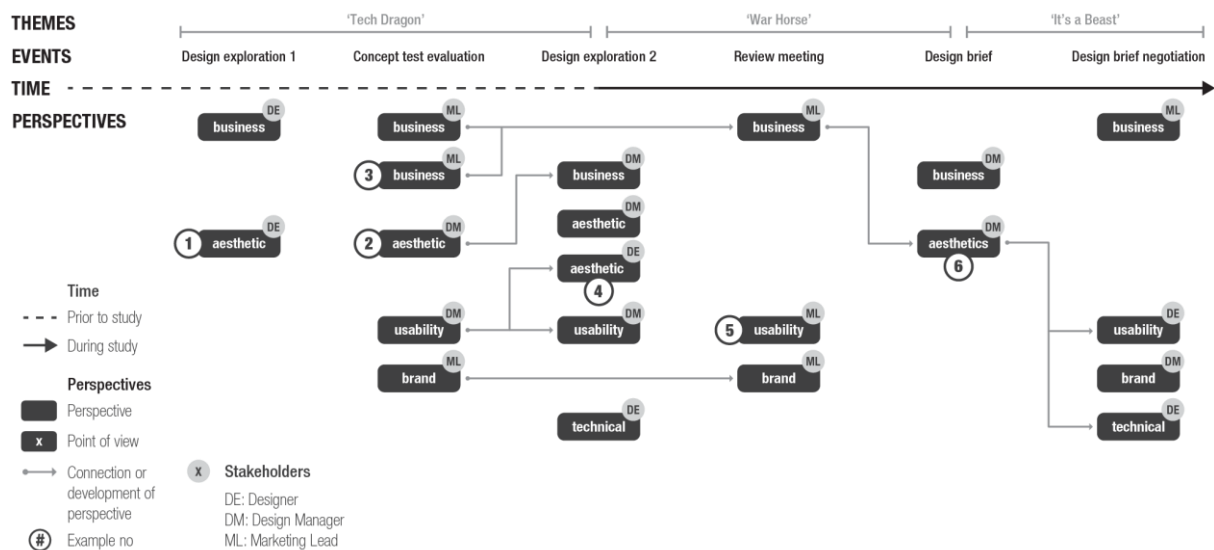 THEMES
'Tech Dragon' 'War Horse' 'It's a Beast'
EVENTS
Design exploration 1 Concept test evaluation Design exploration 2 Review meeting Design brief Design brief negotiation
TIME
PERSPECTIVES
DE ML ML ML
business business business business
ML DM DM
3 business business business
DM
aesthetic
DE DM DM
1 aesthetic 2 aesthetic aesthetics
6
DE
aesthetic
4
DM DM ML DE
usability usability 5 usability usability
ML ML DM
brand brand brand
DE DE
technical technical
Time
Prior to study
During study
Perspectives
Perspective
x Point of view
Connection or
development of
perspective
# Example no
x Stakeholders
DE: Designer
DM: Design Manager
ML: Marketing Lead